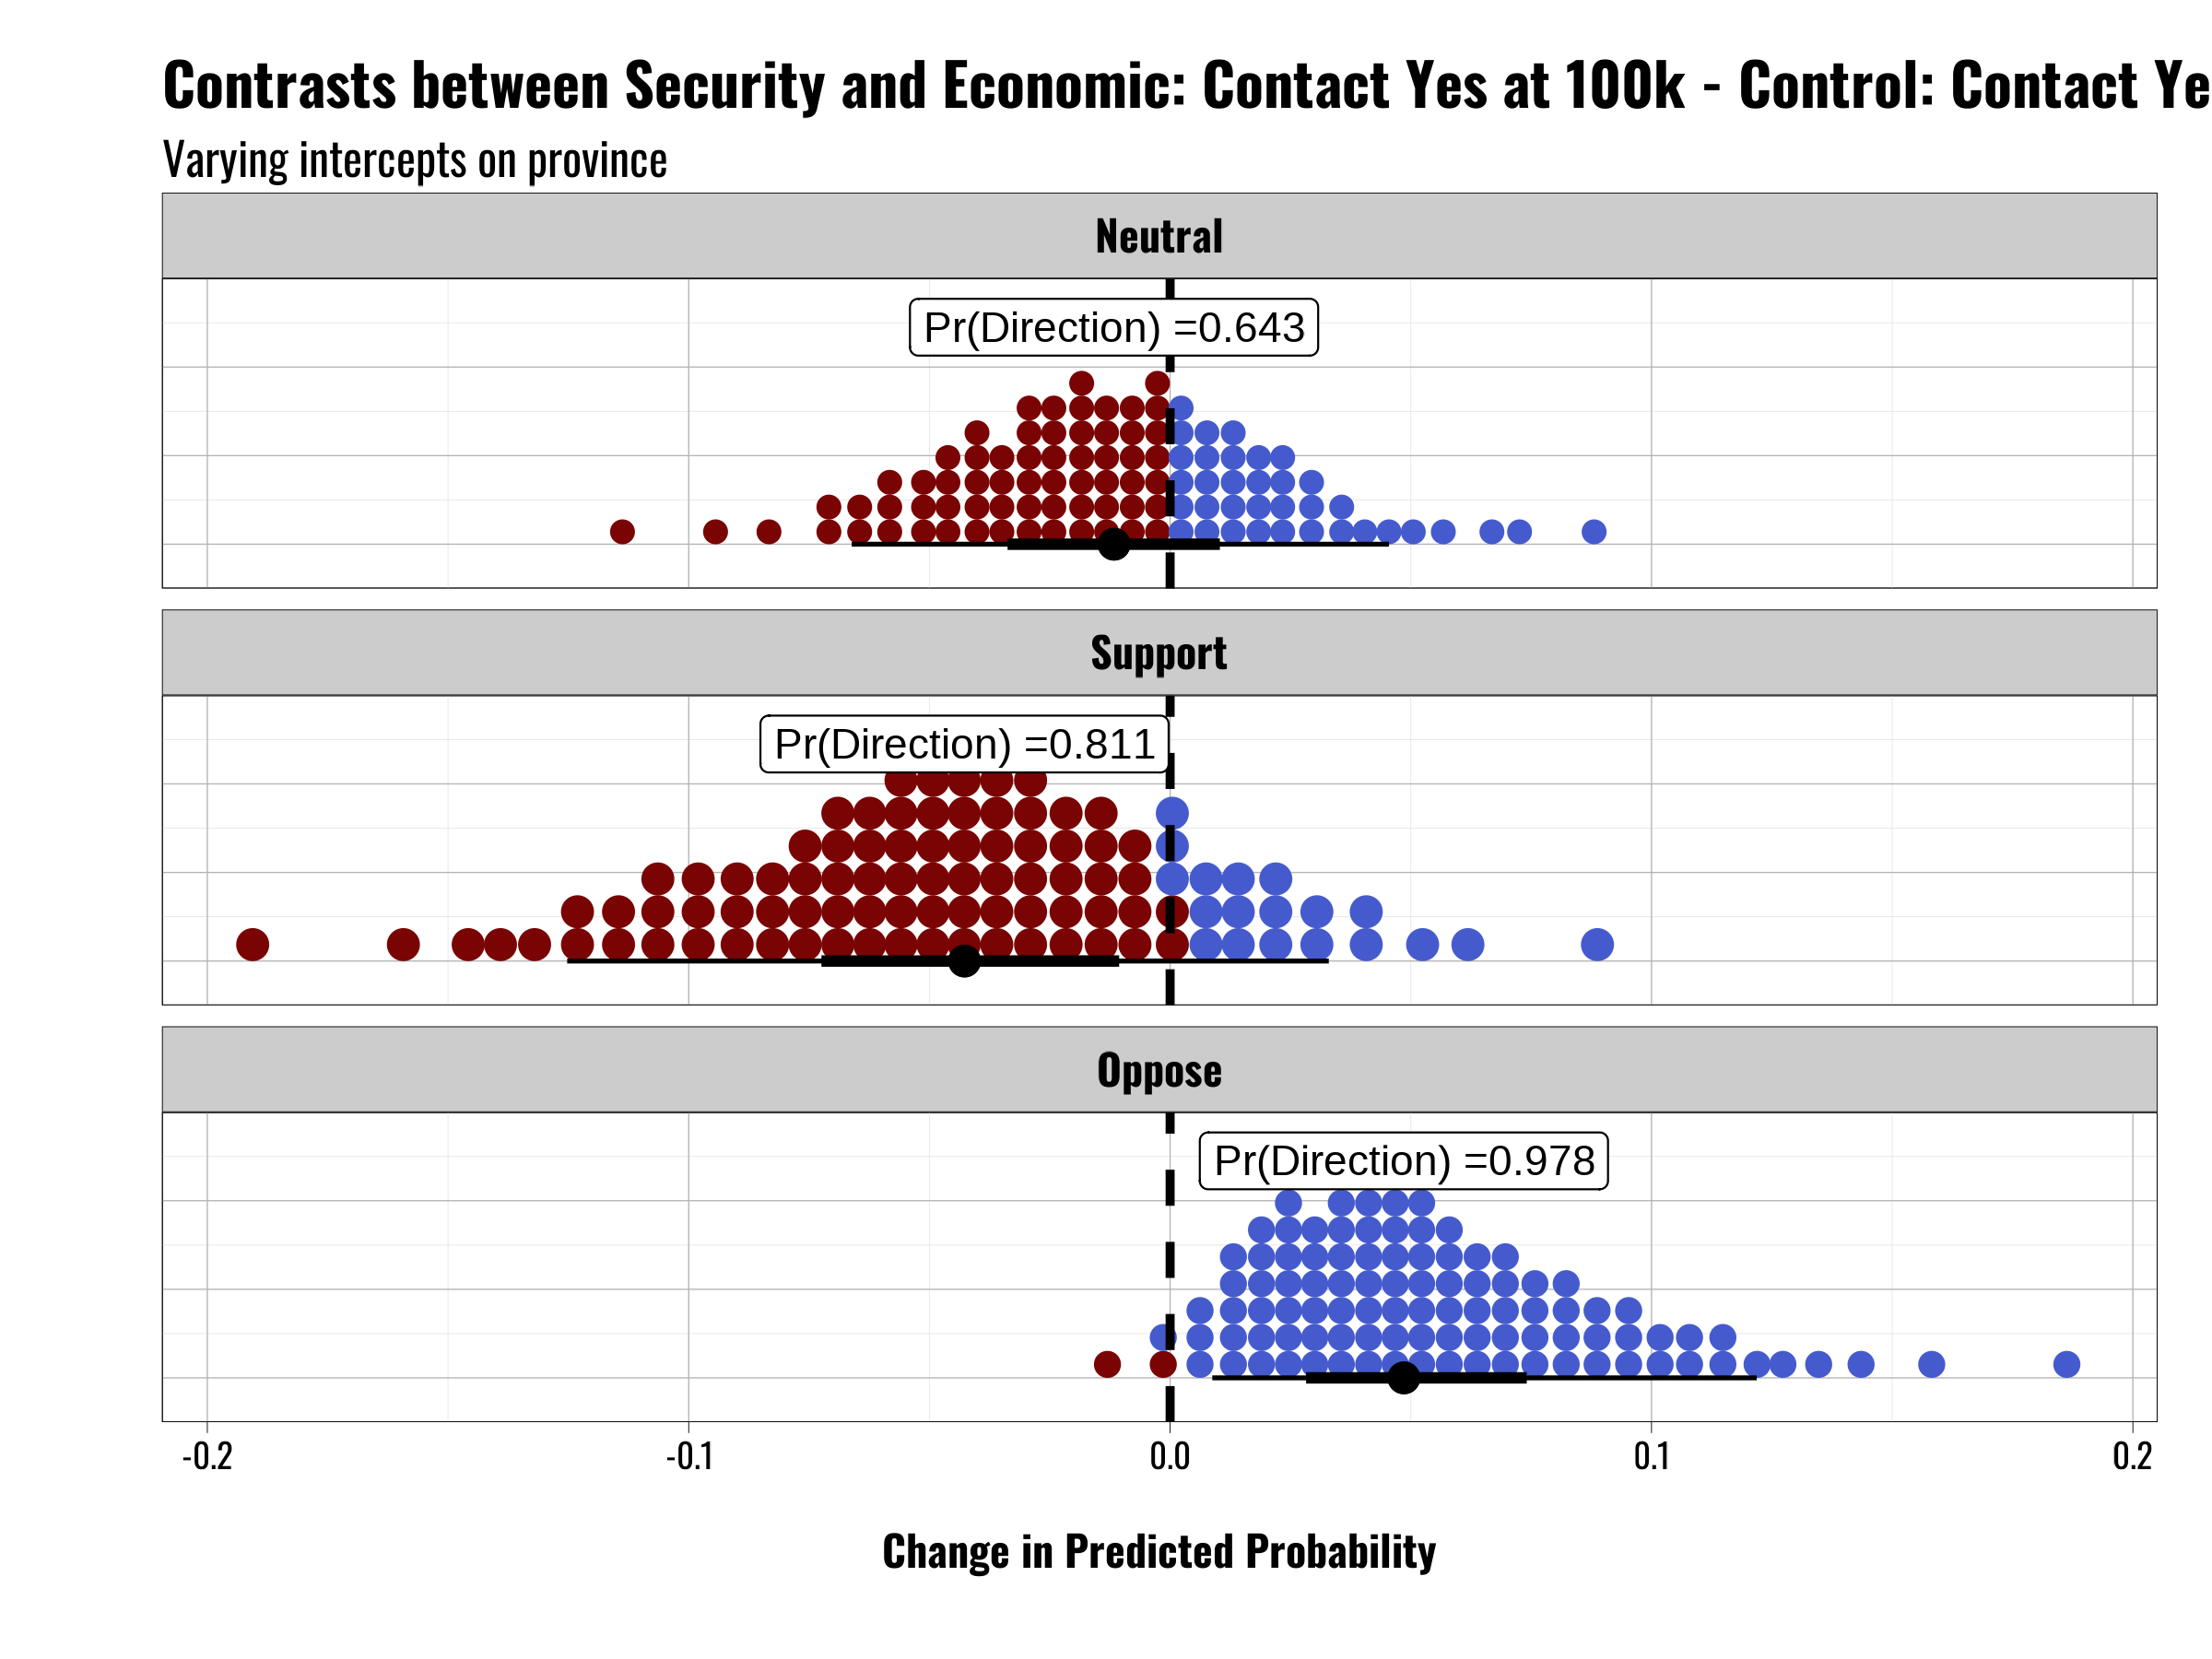 Contrasts between Security and Economic: Contact Yes at 100k - Control: Contact Ye
Varying intercepts on province
Neutral
Pr(Direction) =0.643
Support
Pr(Direction) =0.811
Oppose
Pr(Direction) =0.978
-0.2 -0.1 0.0 0.1 0.2
Change in Predicted Probability